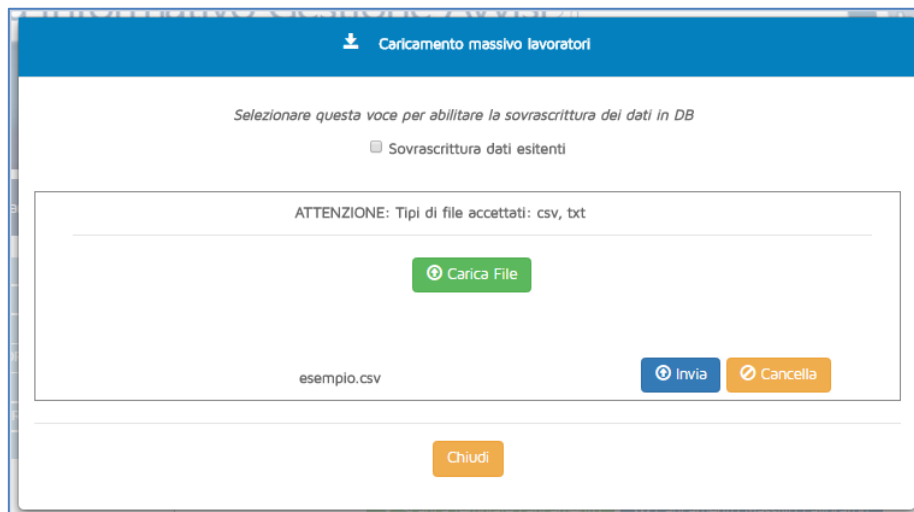 Caricamento massivo lavoratori
Selezionare questa voce per abilitare la sovrascrittura dei dati in DB
Sovrascrittura dati esitenti
ATTENZIONE: Tipi di file accettati: csv, txt
Carica File
esempio.csv
Invia
Cancella
Chiudi